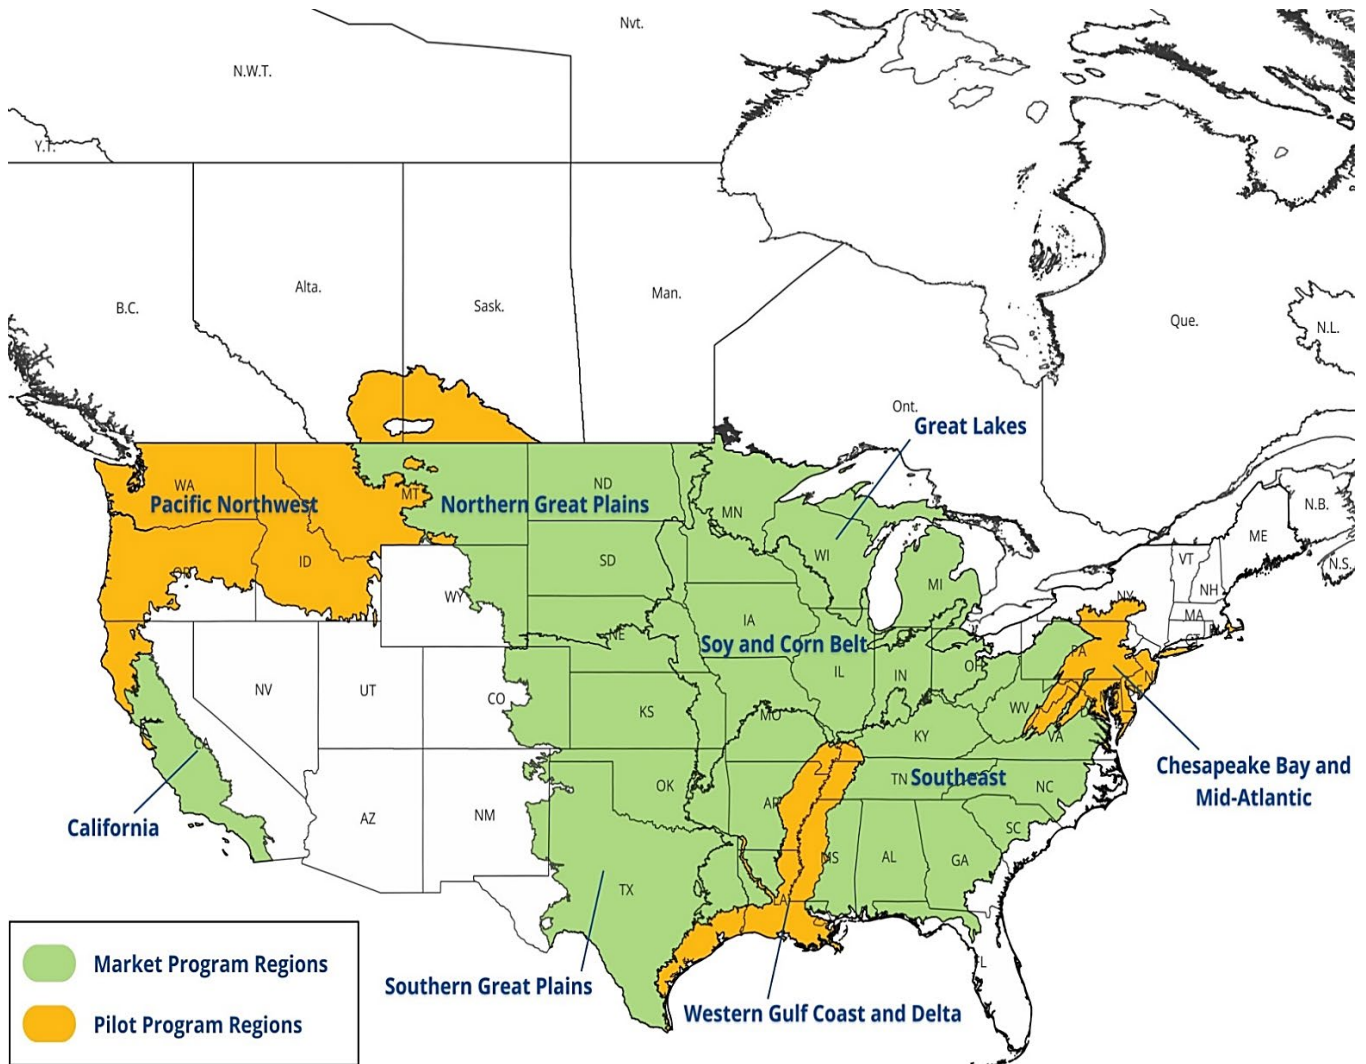 Nvt.
N.W.T.
Y.T.
Alta.
Man.
B.C.
Sask.
Que.
N.L.
Ont.
Great Lakes
WA
ND
MT
Pacific Northwest
Northern Great Plains
MN
N.B.
ME
WI
VT
N.S.
SD
OR
ID
MI
NH
WY
NY
MA
CT
IA
NE
Soy and Corn Belt
PA
OH
IL
IN
NJ
DE
NV
UT
CO
KS
MO
WV
DC
KY
VA
CA
Southeast
Chesapeake Bay and
Mid-Atlantic
TN
NC
OK
AR
NM
AZ
California
SC
MS
AL
GA
TX
LA
FL
Market Program Regions
Southern Great Plains
Western Gulf Coast and Delta
Pilot Program Regions